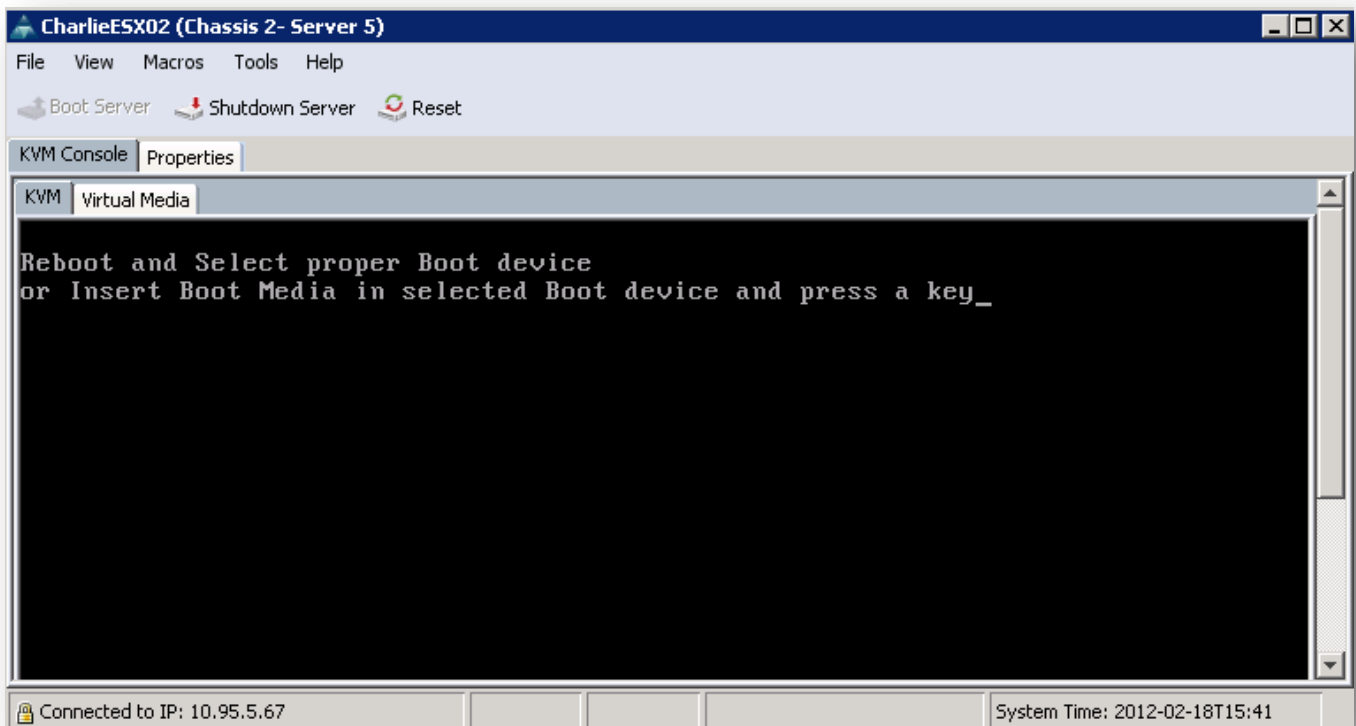 CharlieESX02 (Chassis 2- Server 5)
File View Macros Tools Help
Boot Server Shutdown Server Reset
KVM Console Properties
KVM Virtual Media
Reboot and Select proper Boot device
or Insert Boot Media in selected Boot device and press a key_
Connected to IP: 10.95.5.67 System Time: 2012-02-18T15:41